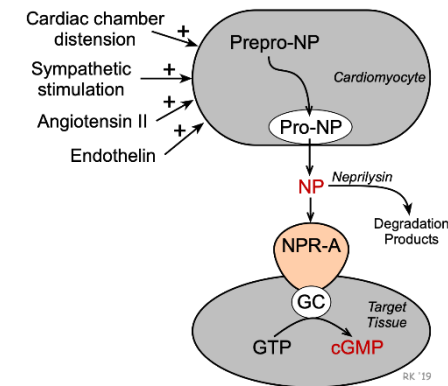 Cardiac chamber
distension
+
Sympathetic
stimulation
+
Angiotensin II
+
Endothelin
+
Prepro-NP
Cardiomyocyte
Pro-NP
NP
Neprilysin
Degradation
Products
NPR-A
GC
Target
Tissue
GTP
cGMP
RK '19